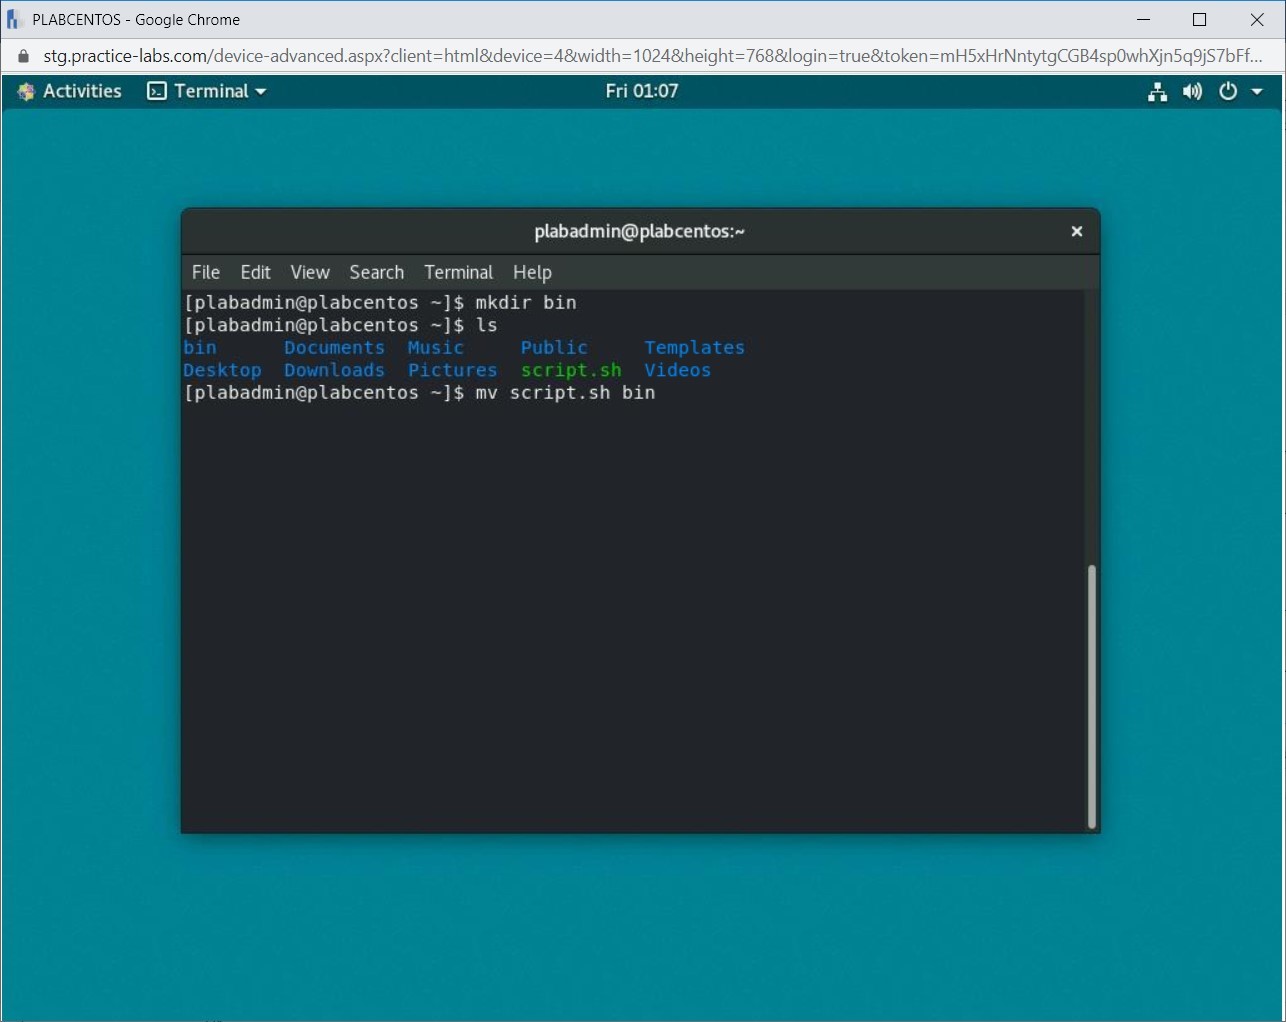 PLABCENTOS - Google Chrome
stg.practice-labs.com/device-advanced.aspx?client=html&device=4&width=1024&height=768&login=true&token=mH5xHrNntytgCGB4sp0whXjn5q9jS7bFf...
Activities Terminal Fri 01:07
plabadmin@plabcentos:~
File Edit View Search Terminal Help
[plabadmin@plabcentos ~]$ mkdir bin
[plabadmin@plabcentos ~]$ ls
bin Documents Music Public Templates
Desktop Downloads Pictures script.sh Videos
[plabadmin@plabcentos ~]$ mv script.sh bin